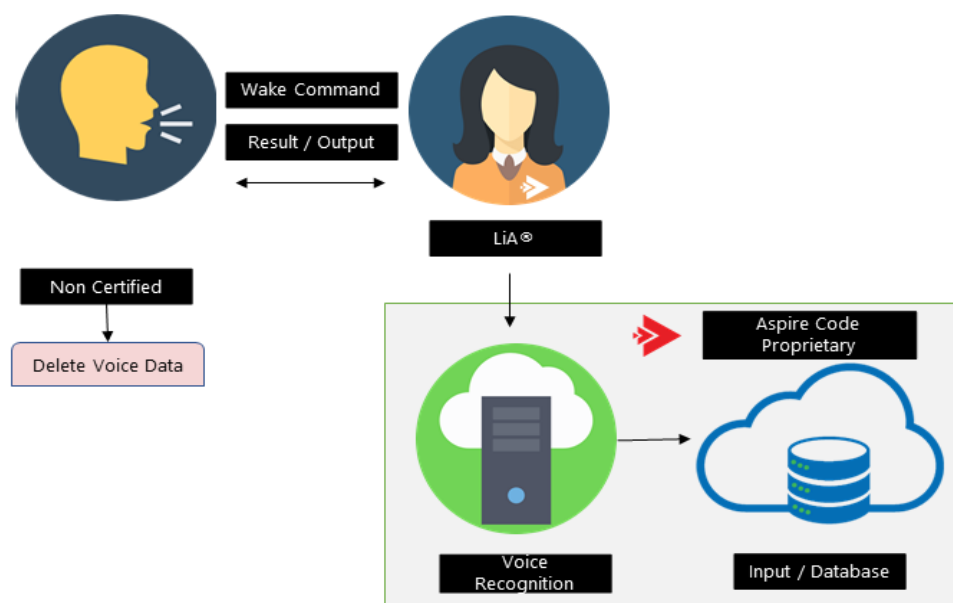 Wake Command
Result / Output
LiA®
Non Certified
Delete Voice Data
Aspire Code
Proprietary
Voice
Recognition
Input / Database